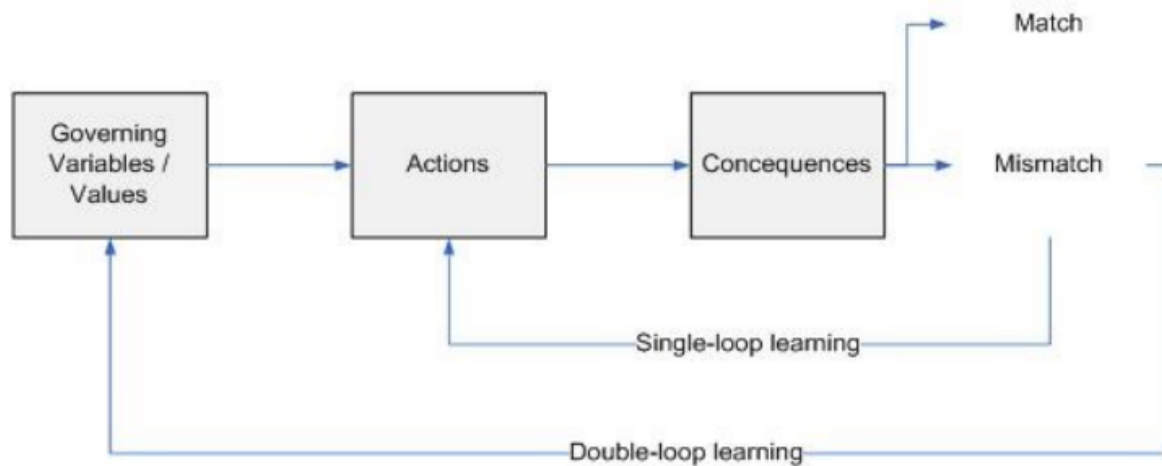 Match
Governing
Variables /
Values
Actions
Concequences
Mismatch
Single-loop learning
Double-loop learning